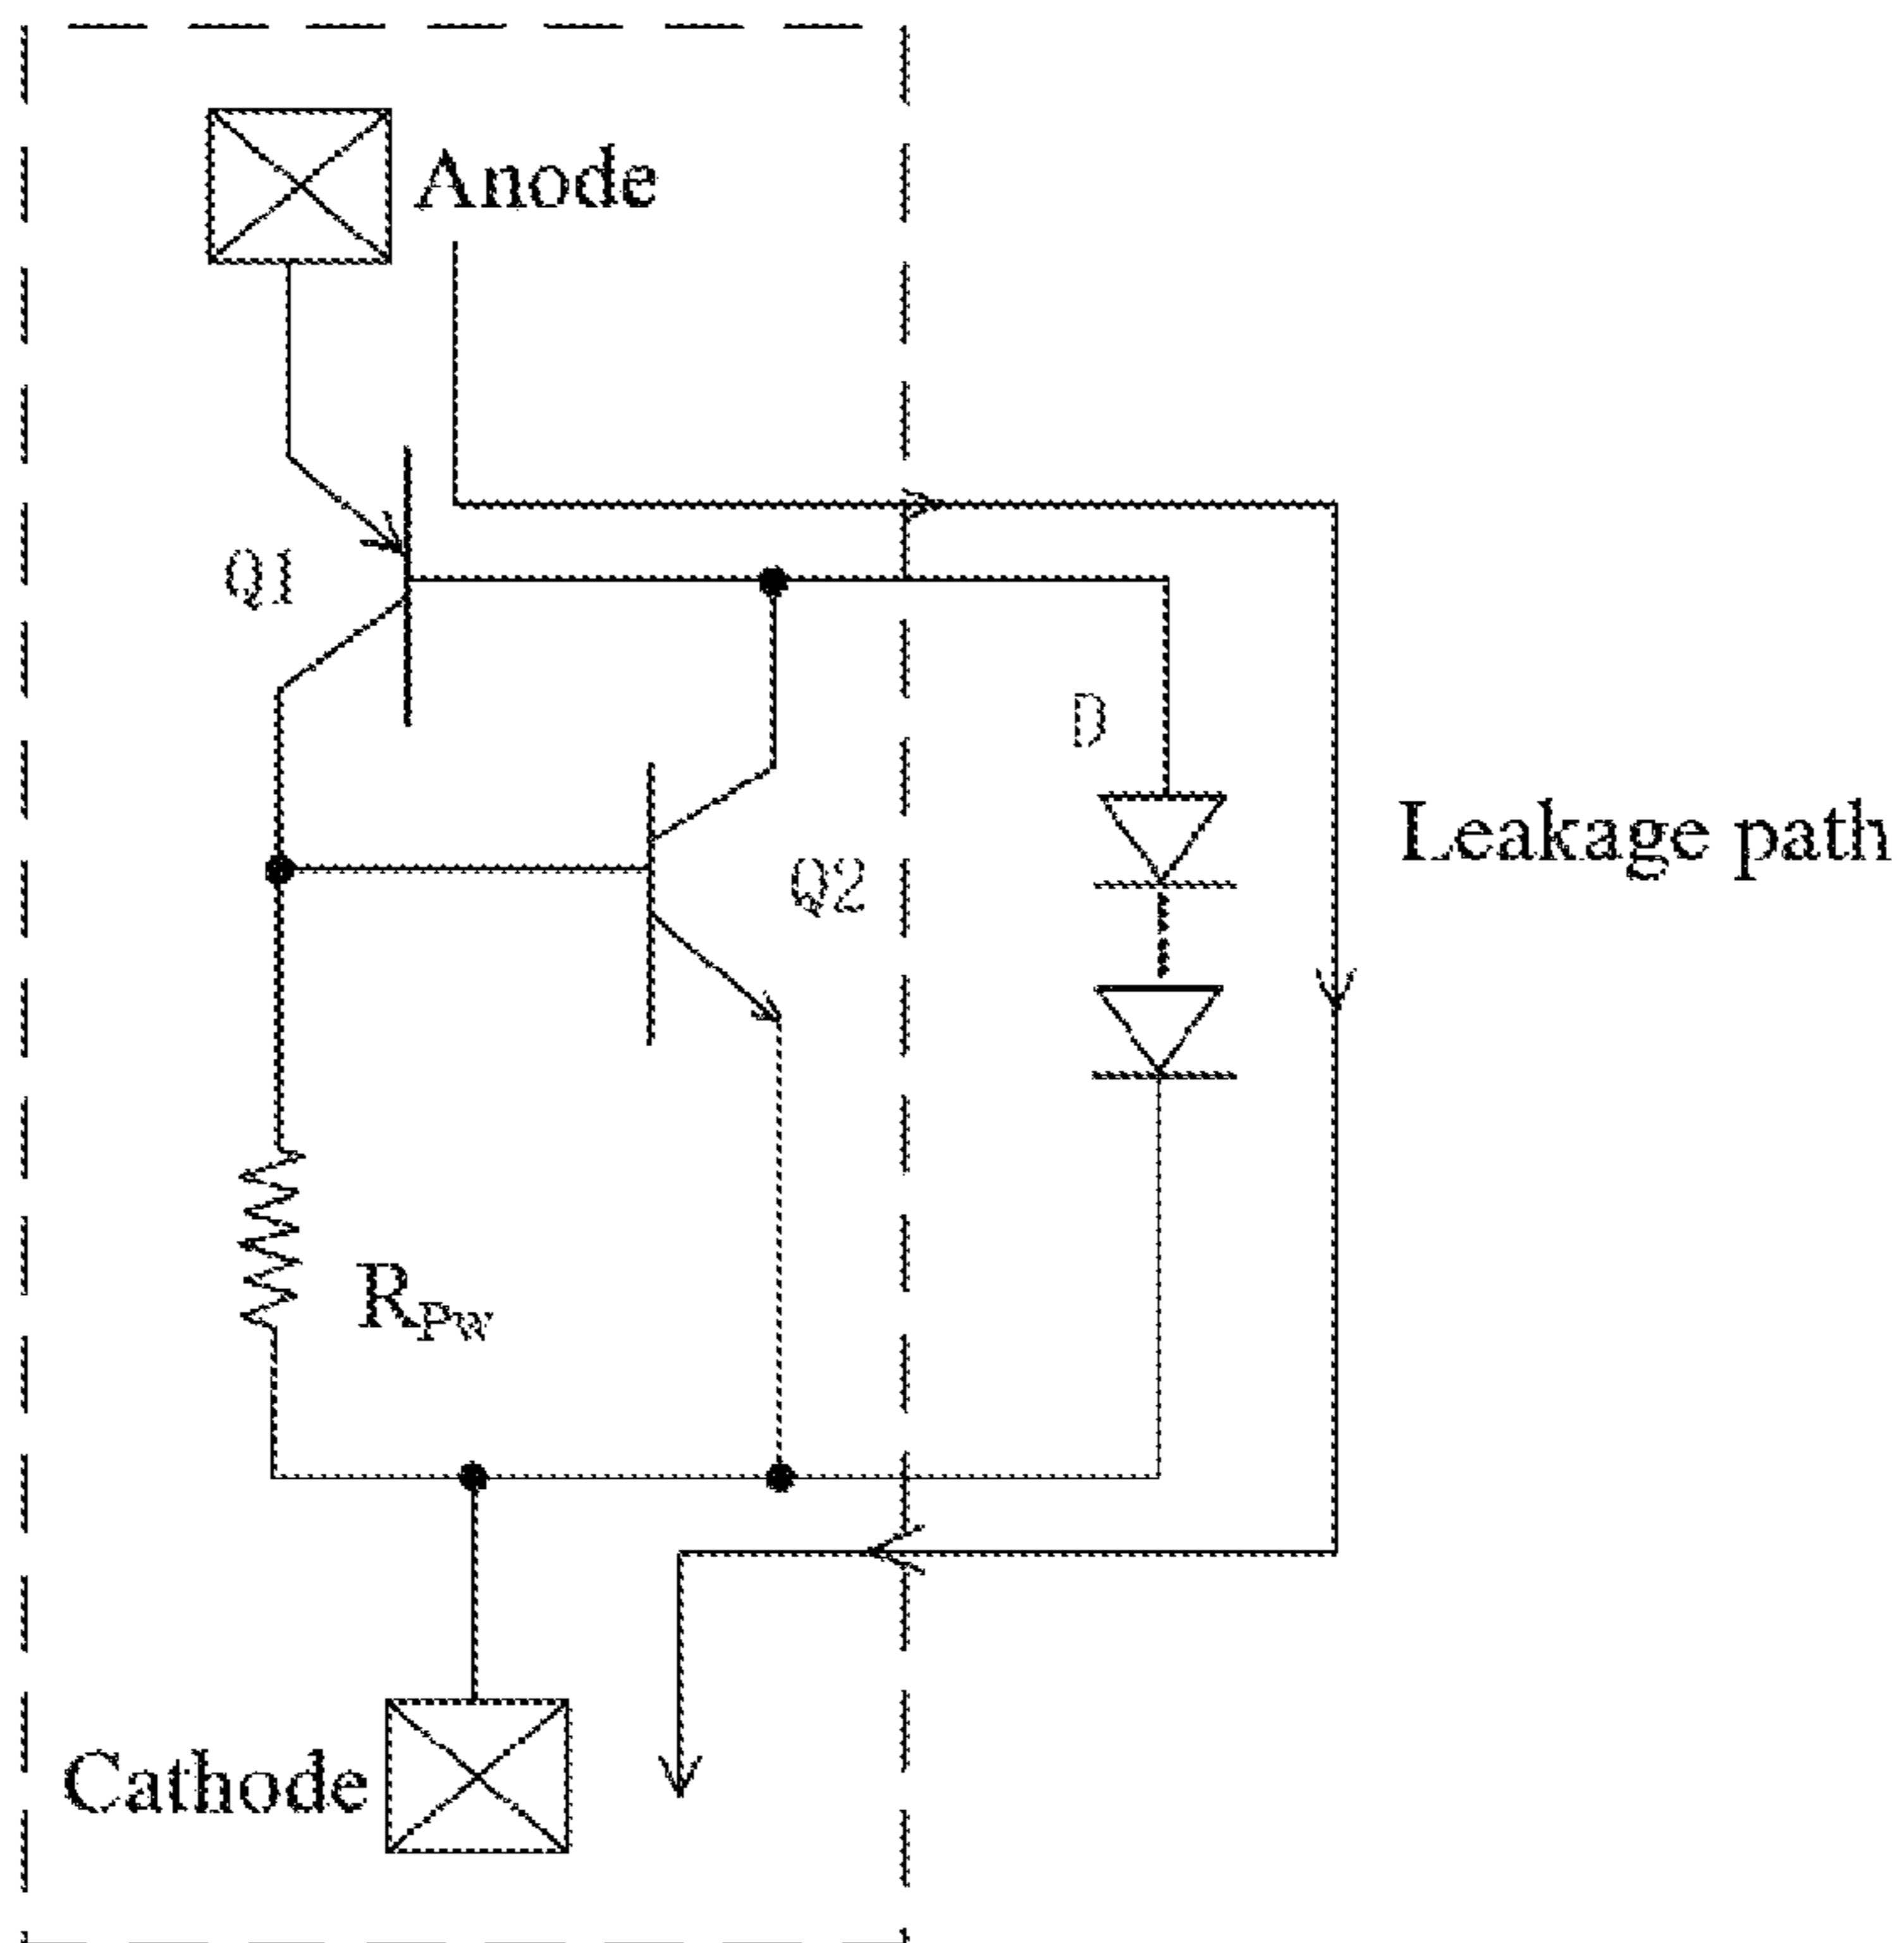 Anode
Q1
D
Leakage path
Q2
R_PW
Cathode